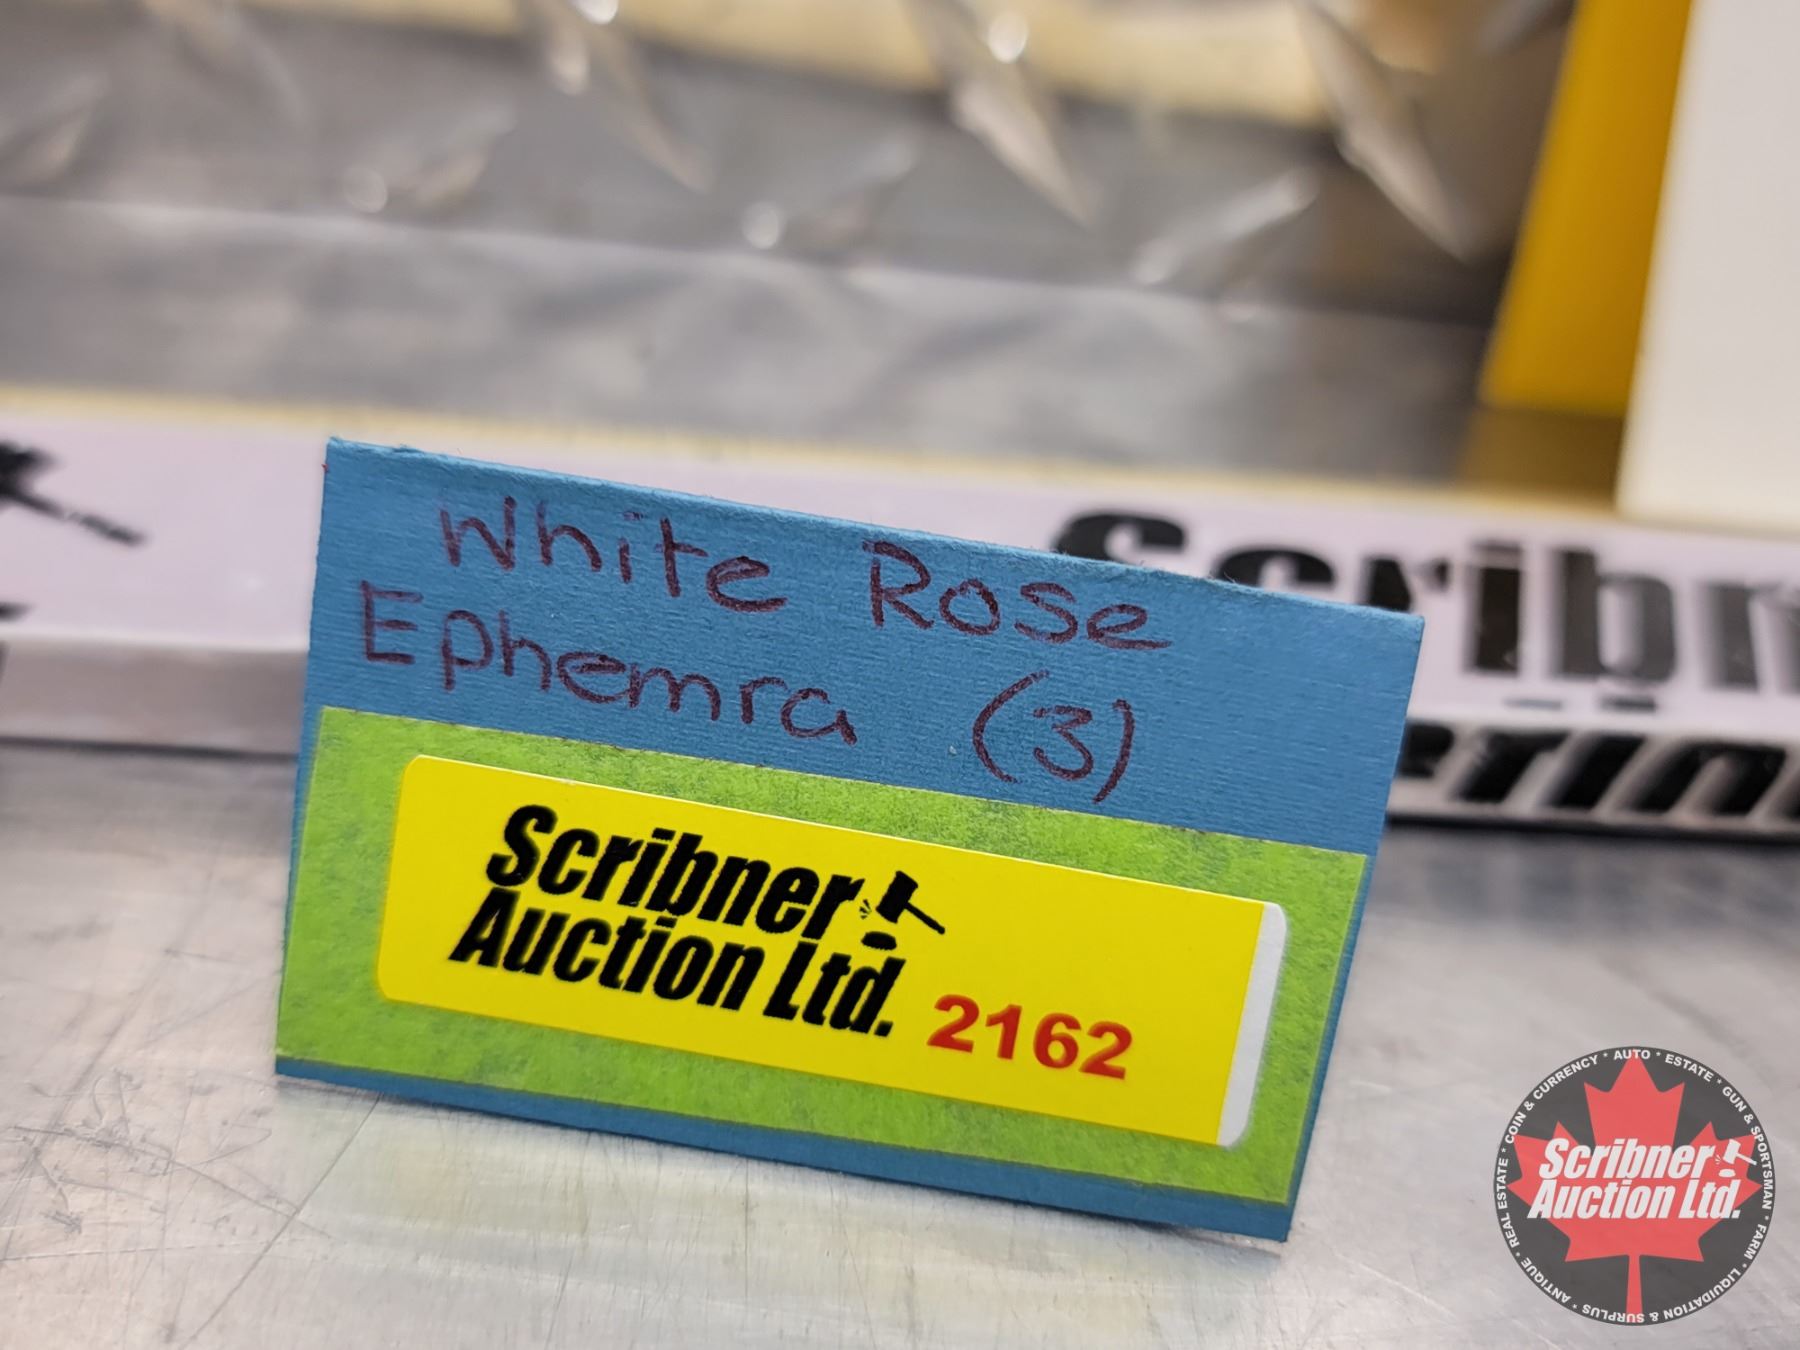 White Rose
Ephemra (3)
Scribner
Auction Ltd.
2162
Scribn
COIN & CURRENCY * AUTO * ESTATE * GUN & SPORTSMAN * FARM * LIQUIDATION & SURPLUS * ANTIQUE * REAL ESTATE *
Scribner
Auction Ltd.